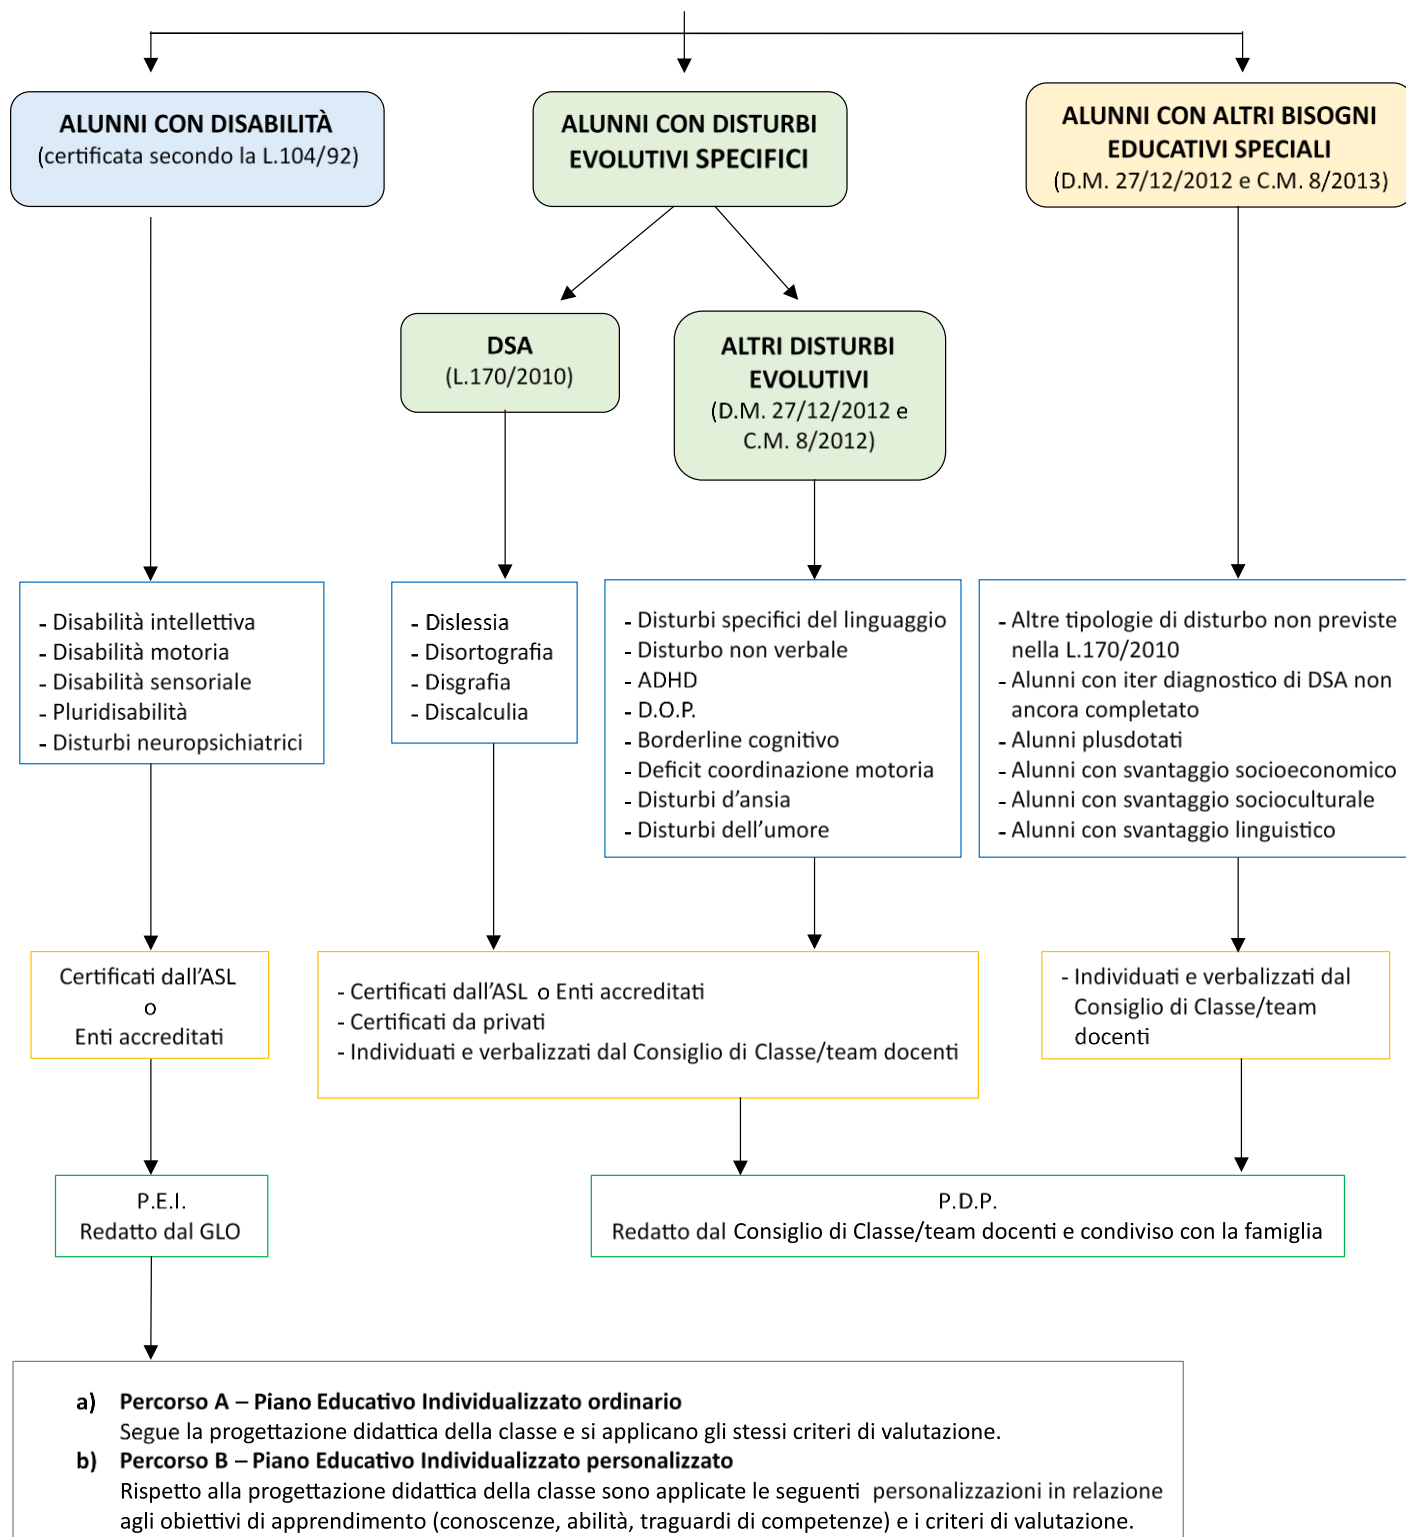 ALUNNI CON DISABILITÀ
(certificata secondo la L.104/92)
ALUNNI CON DISTURBI
EVOLUTIVI SPECIFICI
ALUNNI CON ALTRI BISOGNI
EDUCATIVI SPECIALI
(D.M. 27/12/2012 e C.M. 8/2013)
DSA
(L.170/2010)
ALTRI DISTURBI
EVOLUTIVI
(D.M. 27/12/2012 e
C.M. 8/2012)
- Disabilità intellettiva
- Disabilità motoria
- Disabilità sensoriale
- Pluridisabilità
- Disturbi neuropsichiatrici
- Dislessia
- Disortografia
- Disgrafia
- Discalculia
- Disturbi specifici del linguaggio
- Disturbo non verbale
- ADHD
- D.O.P.
- Borderline cognitivo
- Deficit coordinazione motoria
- Disturbi d'ansia
- Disturbi dell'umore
- Altre tipologie di disturbo non previste
nella L.170/2010
- Alunni con iter diagnostico di DSA non
ancora completato
- Alunni plusdotati
- Alunni con svantaggio socioeconomico
- Alunni con svantaggio socioculturale
- Alunni con svantaggio linguistico
Certificati dall'ASL
o
Enti accreditati
- Certificati dall'ASL o Enti accreditati
- Certificati da privati
- Individuati e verbalizzati dal Consiglio di Classe/team docenti
- Individuati e verbalizzati dal
Consiglio di Classe/team
docenti
P.E.I.
Redatto dal GLO
P.D.P.
Redatto dal Consiglio di Classe/team docenti e condiviso con la famiglia
a) Percorso A – Piano Educativo Individualizzato ordinario
Segue la progettazione didattica della classe e si applicano gli stessi criteri di valutazione.
b) Percorso B – Piano Educativo Individualizzato personalizzato
Rispetto alla progettazione didattica della classe sono applicate le seguenti personalizzazioni in relazione
agli obiettivi di apprendimento (conoscenze, abilità, traguardi di competenze) e i criteri di valutazione.